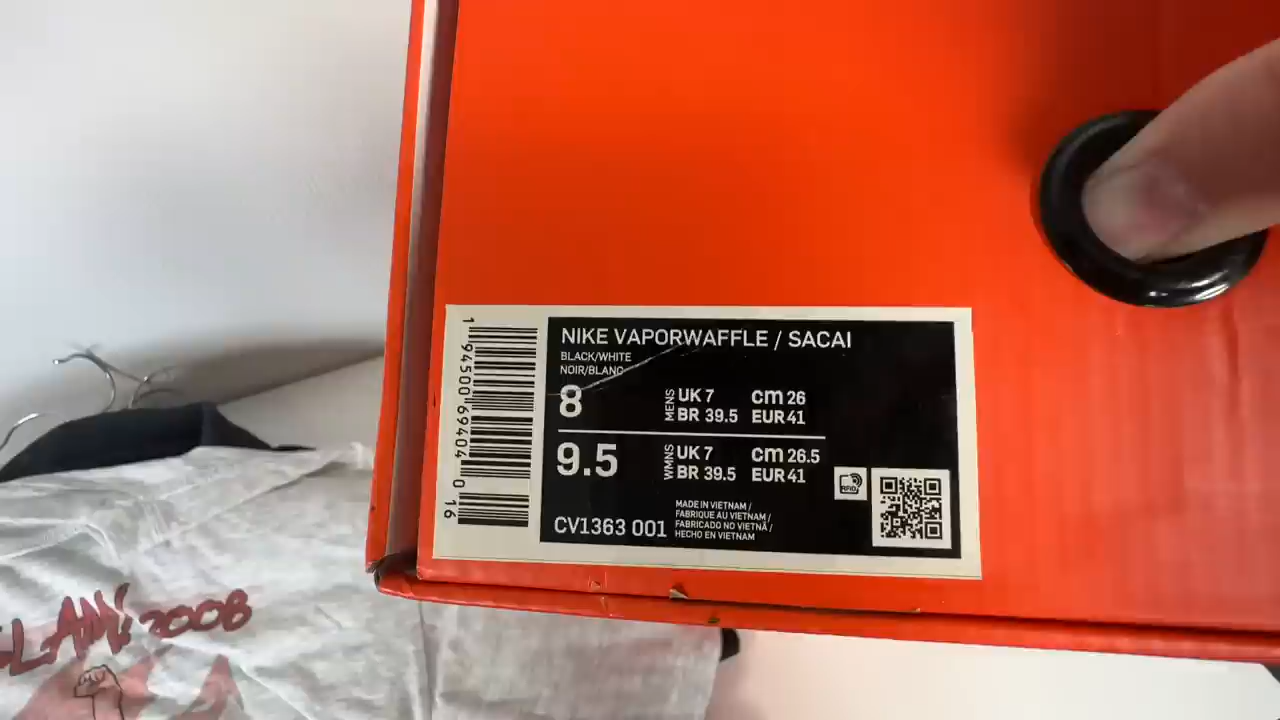 NIKE VAPORWAFFLE / SACAI
BLACK/WHITE
NOIR/BLANC
8
MENS
UK 7 cm 26
BR 39.5 EUR 41
9.5
WMNS
UK 7 cm 26.5
BR 39.5 EUR 41
RFID
CV1363 001
MADE IN VIETNAM /
FABRIQUE AU VIETNAM /
FABRICADO NO VIETNÃ /
HECHO EN VIETNAM
1 94500 69404 0 16
SLAM! 2008